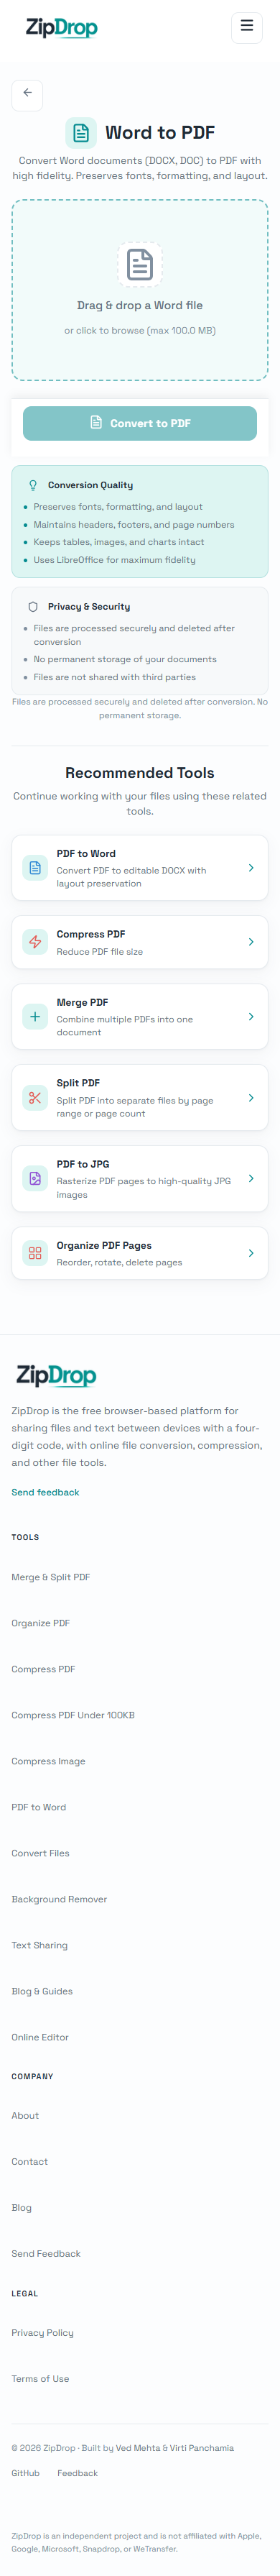 ZipDrop
Word to PDF
Convert Word documents (DOCX, DOC) to PDF with
high fidelity. Preserves fonts, formatting, and layout.
Drag & drop a Word file
or click to browse (max 100.0 MB)
Convert to PDF
Conversion Quality
Preserves fonts, formatting, and layout
Maintains headers, footers, and page numbers
Keeps tables, images, and charts intact
Uses LibreOffice for maximum fidelity
Privacy & Security
Files are processed securely and deleted after
conversion
No permanent storage of your documents
Files are not shared with third parties
Files are processed securely and deleted after conversion. No
permanent storage.
Recommended Tools
Continue working with your files using these related
tools.
PDF to Word
Convert PDF to editable DOCX with
layout preservation
Compress PDF
Reduce PDF file size
Merge PDF
Combine multiple PDFs into one
document
Split PDF
Split PDF into separate files by page
range or page count
PDF to JPG
Rasterize PDF pages to high-quality JPG
images
Organize PDF Pages
Reorder, rotate, delete pages
ZipDrop
ZipDrop is the free browser-based platform for
sharing files and text between devices with a four-
digit code, with online file conversion, compression,
and other file tools.
Send feedback
TOOLS
Merge & Split PDF
Organize PDF
Compress PDF
Compress PDF Under 100KB
Compress Image
PDF to Word
Convert Files
Background Remover
Text Sharing
Blog & Guides
Online Editor
COMPANY
About
Contact
Blog
Send Feedback
LEGAL
Privacy Policy
Terms of Use
© 2026 ZipDrop · Built by Ved Mehta & Virti Panchamia
GitHub Feedback
ZipDrop is an independent project and is not affiliated with Apple,
Google, Microsoft, Snapdrop, or WeTransfer.